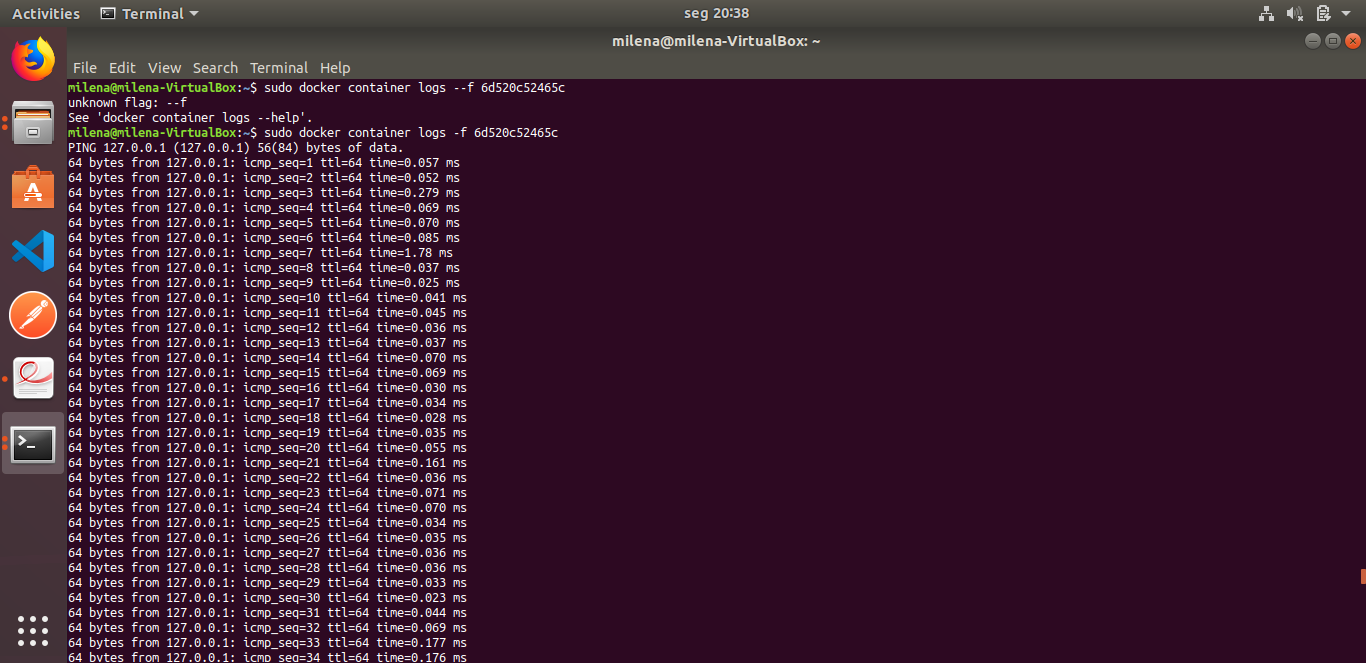 Activities Terminal seg 20:38
milena@milena-VirtualBox: ~
File Edit View Search Terminal Help
milena@milena-VirtualBox:~$ sudo docker container logs --f 6d520c52465c
unknown flag: --f
See 'docker container logs --help'.
milena@milena-VirtualBox:~$ sudo docker container logs -f 6d520c52465c
PING 127.0.0.1 (127.0.0.1) 56(84) bytes of data.
64 bytes from 127.0.0.1: icmp_seq=1 ttl=64 time=0.057 ms
64 bytes from 127.0.0.1: icmp_seq=2 ttl=64 time=0.052 ms
64 bytes from 127.0.0.1: icmp_seq=3 ttl=64 time=0.279 ms
64 bytes from 127.0.0.1: icmp_seq=4 ttl=64 time=0.069 ms
64 bytes from 127.0.0.1: icmp_seq=5 ttl=64 time=0.070 ms
64 bytes from 127.0.0.1: icmp_seq=6 ttl=64 time=0.085 ms
64 bytes from 127.0.0.1: icmp_seq=7 ttl=64 time=1.78 ms
64 bytes from 127.0.0.1: icmp_seq=8 ttl=64 time=0.037 ms
64 bytes from 127.0.0.1: icmp_seq=9 ttl=64 time=0.025 ms
64 bytes from 127.0.0.1: icmp_seq=10 ttl=64 time=0.041 ms
64 bytes from 127.0.0.1: icmp_seq=11 ttl=64 time=0.045 ms
64 bytes from 127.0.0.1: icmp_seq=12 ttl=64 time=0.036 ms
64 bytes from 127.0.0.1: icmp_seq=13 ttl=64 time=0.037 ms
64 bytes from 127.0.0.1: icmp_seq=14 ttl=64 time=0.070 ms
64 bytes from 127.0.0.1: icmp_seq=15 ttl=64 time=0.069 ms
64 bytes from 127.0.0.1: icmp_seq=16 ttl=64 time=0.030 ms
64 bytes from 127.0.0.1: icmp_seq=17 ttl=64 time=0.034 ms
64 bytes from 127.0.0.1: icmp_seq=18 ttl=64 time=0.028 ms
64 bytes from 127.0.0.1: icmp_seq=19 ttl=64 time=0.035 ms
64 bytes from 127.0.0.1: icmp_seq=20 ttl=64 time=0.055 ms
64 bytes from 127.0.0.1: icmp_seq=21 ttl=64 time=0.161 ms
64 bytes from 127.0.0.1: icmp_seq=22 ttl=64 time=0.036 ms
64 bytes from 127.0.0.1: icmp_seq=23 ttl=64 time=0.071 ms
64 bytes from 127.0.0.1: icmp_seq=24 ttl=64 time=0.070 ms
64 bytes from 127.0.0.1: icmp_seq=25 ttl=64 time=0.034 ms
64 bytes from 127.0.0.1: icmp_seq=26 ttl=64 time=0.035 ms
64 bytes from 127.0.0.1: icmp_seq=27 ttl=64 time=0.036 ms
64 bytes from 127.0.0.1: icmp_seq=28 ttl=64 time=0.036 ms
64 bytes from 127.0.0.1: icmp_seq=29 ttl=64 time=0.033 ms
64 bytes from 127.0.0.1: icmp_seq=30 ttl=64 time=0.023 ms
64 bytes from 127.0.0.1: icmp_seq=31 ttl=64 time=0.044 ms
64 bytes from 127.0.0.1: icmp_seq=32 ttl=64 time=0.069 ms
64 bytes from 127.0.0.1: icmp_seq=33 ttl=64 time=0.177 ms
64 bytes from 127.0.0.1: icmp_seq=34 ttl=64 time=0.176 ms